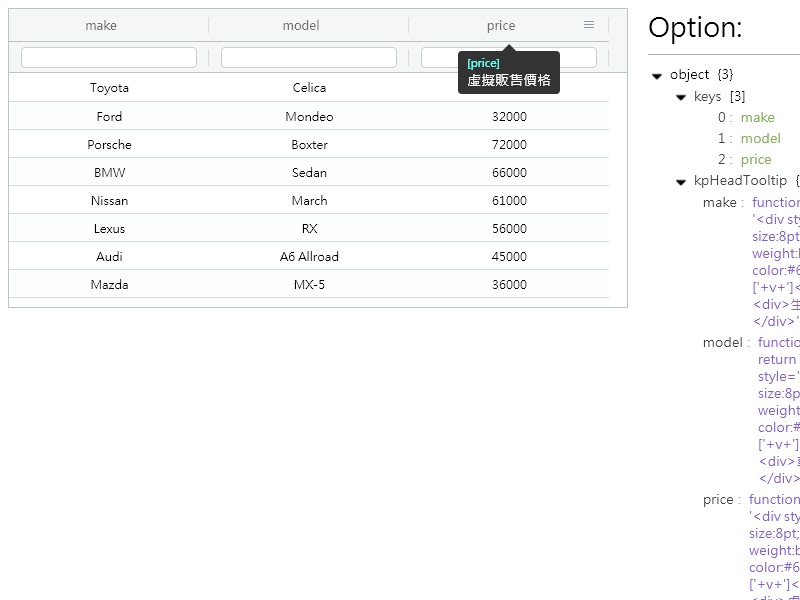 make model price
[price]
虛擬販售價格
Toyota Celica
Ford Mondeo 32000
Porsche Boxter 72000
BMW Sedan 66000
Nissan March 61000
Lexus RX 56000
Audi A6 Allroad 45000
Mazda MX-5 36000
Option:
object {3}
keys [3]
0 : make
1 : model
2 : price
kpHeadTooltip {
make : function
'<div sty
size:8pt
weight:b
color:#6
['+v+']<
<div>生
</div>'
model : functio
return
style='
size:8p
weight
color:#
['+v+']
<div>
</div>
price : function
'<div sty
size:8pt;
weight:b
color:#6
['+v+']<